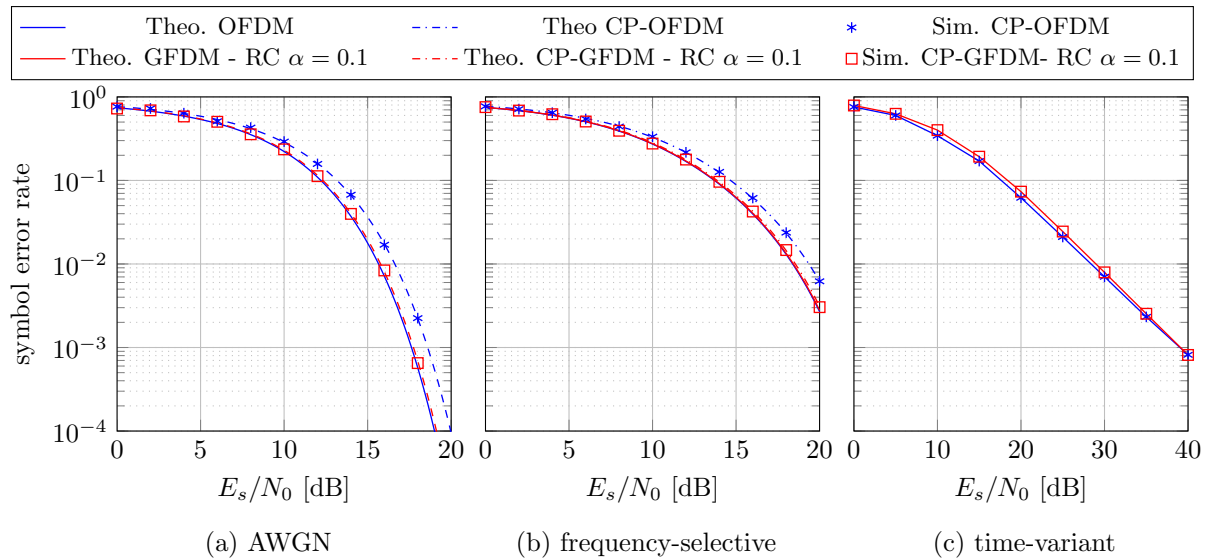 Theo. OFDM Theo CP-OFDM Sim. CP-OFDM
Theo. GFDM - RC α = 0.1 Theo. CP-GFDM - RC α = 0.1 Sim. CP-GFDM- RC α = 0.1
symbol error rate
10^0
10^−1
10^−2
10^−3
10^−4
0 5 10 15 20
E_s/N_0 [dB]
(a) AWGN
0 5 10 15 20
E_s/N_0 [dB]
(b) frequency-selective
0 10 20 30 40
E_s/N_0 [dB]
(c) time-variant